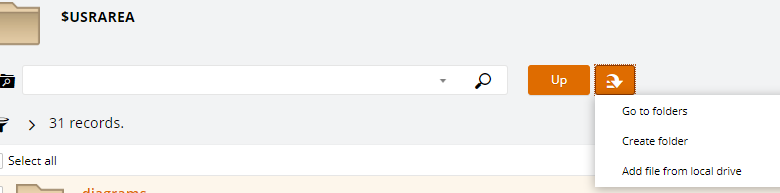 $USRAREA
Up
Go to folders
31 records.
Create folder
Select all
Add file from local drive
diagrams